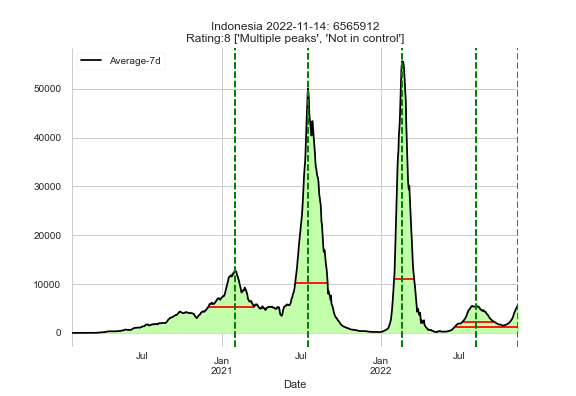 Indonesia 2022-11-14: 6565912
Rating:8 ['Multiple peaks', 'Not in control']
Average-7d
50000
40000
30000
20000
10000
0
Jul
Jan
2021
Jul
Jan
2022
Jul
Date